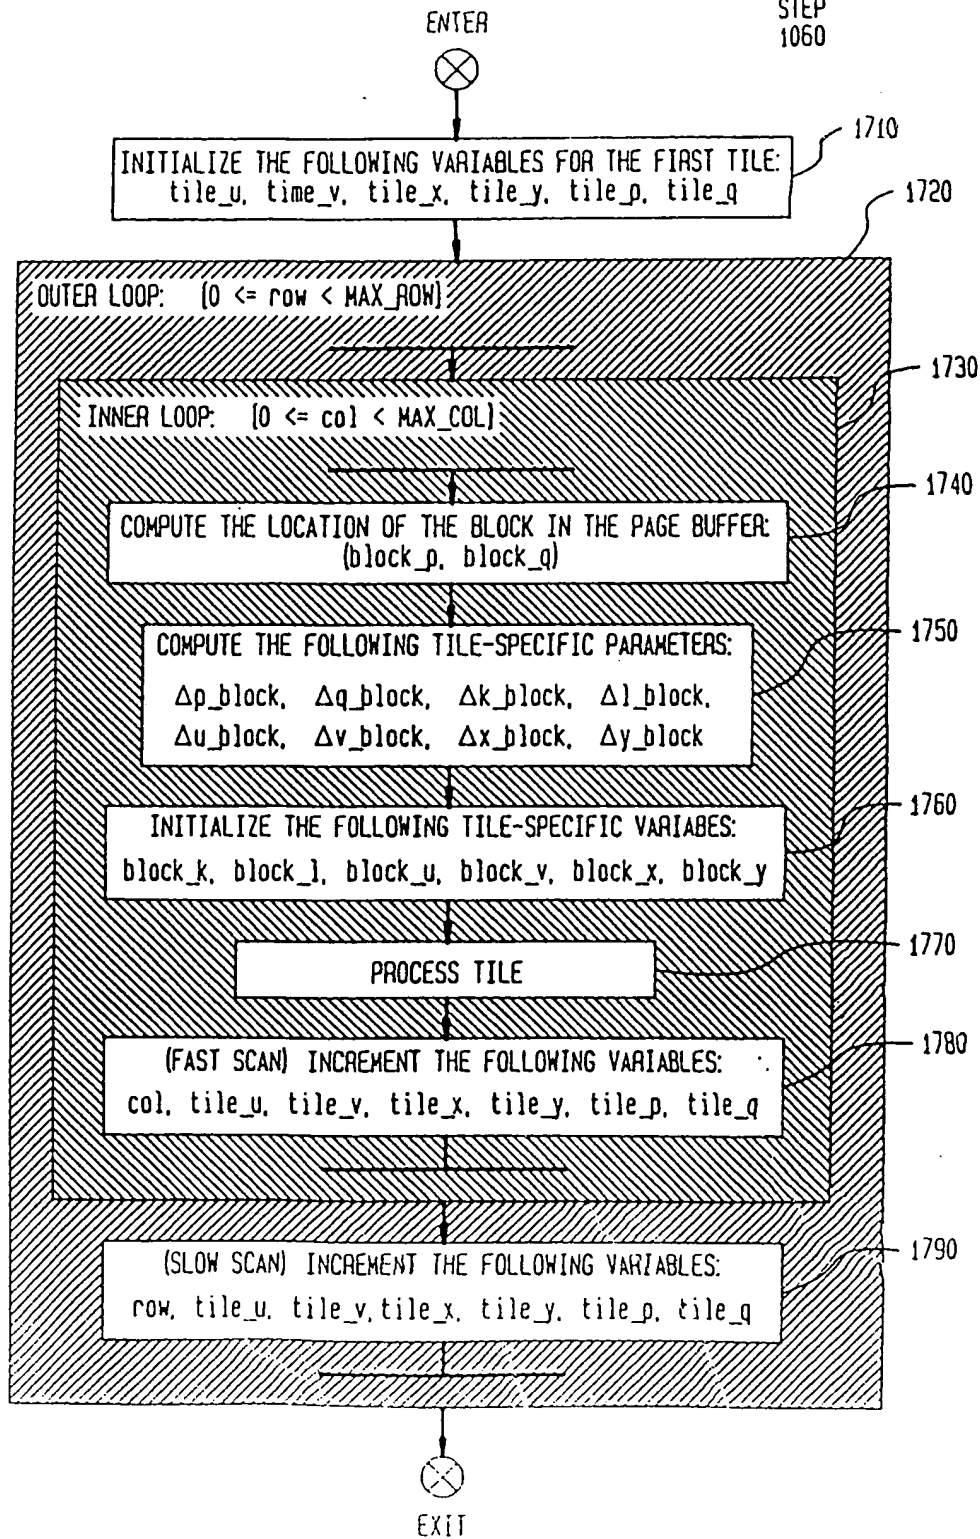 STEP
1060
ENTER
1710
INITIALIZE THE FOLLOWING VARIABLES FOR THE FIRST TILE:
tile_u, time_v, tile_x, tile_y, tile_p, tile_q
1720
OUTER LOOP: (0 <= row < MAX_ROW)
1730
INNER LOOP: (0 <= col < MAX_COL)
1740
COMPUTE THE LOCATION OF THE BLOCK IN THE PAGE BUFFER:
(block_p, block_q)
1750
COMPUTE THE FOLLOWING TILE-SPECIFIC PARAMETERS:
Δp_block, Δq_block, Δk_block, Δl_block,
Δu_block, Δv_block, Δx_block, Δy_block
1760
INITIALIZE THE FOLLOWING TILE-SPECIFIC VARIABES:
block_k, block_l, block_u, block_v, block_x, block_y
1770
PROCESS TILE
1780
(FAST SCAN) INCREMENT THE FOLLOWING VARIABLES:
col, tile_u, tile_v, tile_x, tile_y, tile_p, tile_q
1790
(SLOW SCAN) INCREMENT THE FOLLOWING VARIABLES:
row, tile_u, tile_v, tile_x, tile_y, tile_p, tile_q
EXIT